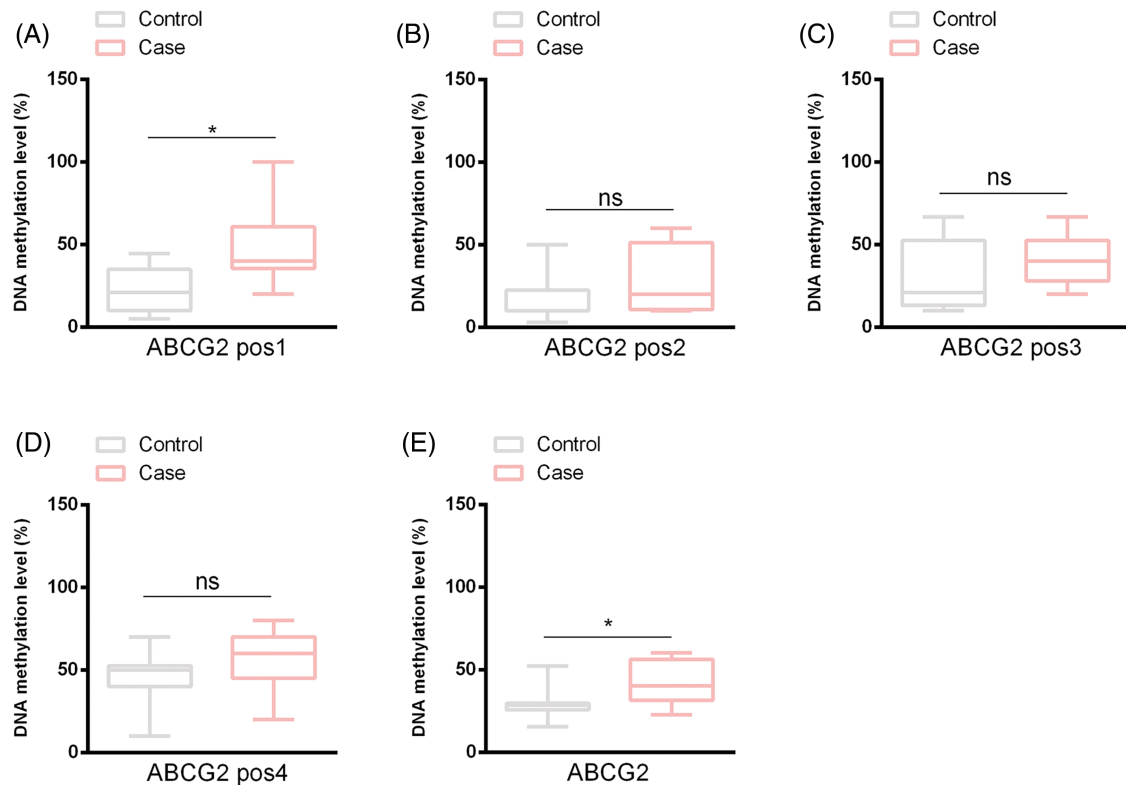 (A)
Control
Case
DNA methylation level (%)
150
100
50
0
*
ABCG2 pos1
(B)
Control
Case
DNA methylation level (%)
150
100
50
0
ns
ABCG2 pos2
(C)
Control
Case
DNA methylation level (%)
150
100
50
0
ns
ABCG2 pos3
(D)
Control
Case
DNA methylation level (%)
150
100
50
0
ns
ABCG2 pos4
(E)
Control
Case
DNA methylation level (%)
150
100
50
0
*
ABCG2